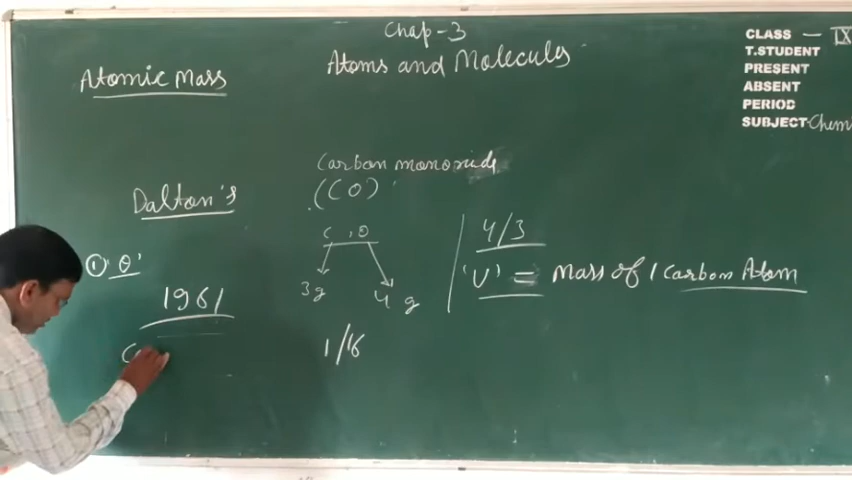 Chap-3
Atoms and Molecules
Atomic Mass
CLASS — IX
T.STUDENT
PRESENT
ABSENT
PERIOD
SUBJECT Chemi
Carbon monoxide
(CO)
Dalton's
C, O
3g 4g
4/3
'U' = Mass of 1 Carbon Atom
① 'O'
1961
1/16
C